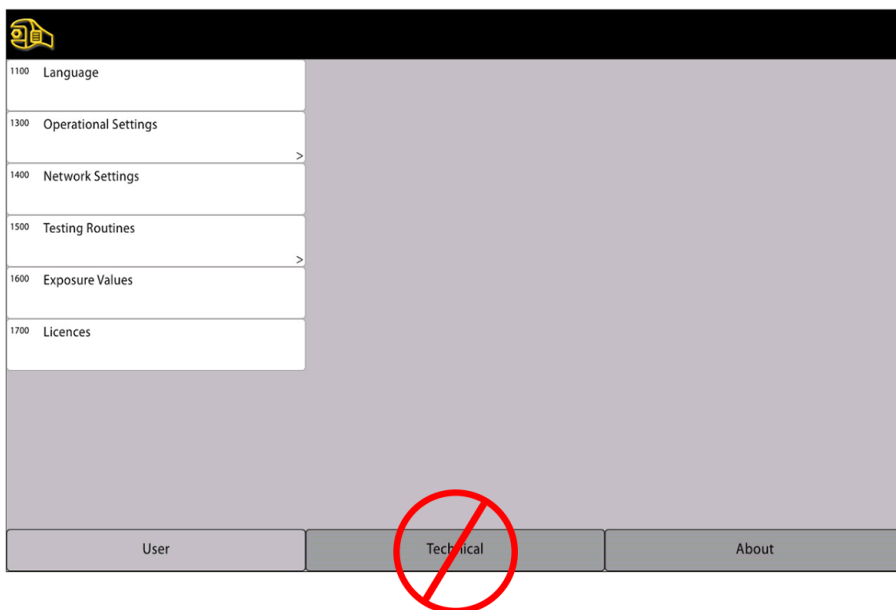 1100 Language
1300 Operational Settings
>
1400 Network Settings
1500 Testing Routines
>
1600 Exposure Values
1700 Licences
User Technical About